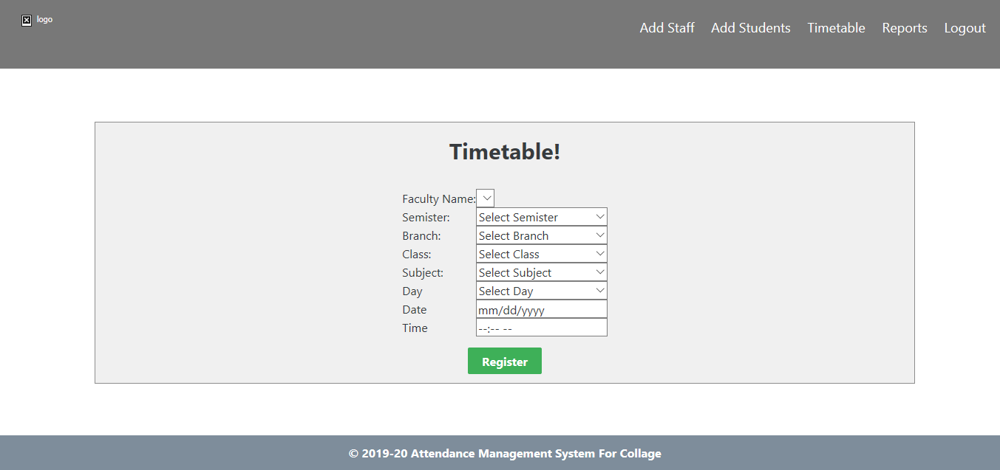 logo
Add Staff Add Students Timetable Reports Logout
Timetable!
Faculty Name:
Semister: Select Semister
Branch: Select Branch
Class: Select Class
Subject: Select Subject
Day Select Day
Date mm/dd/yyyy
Time --:-- --
Register
© 2019-20 Attendance Management System For Collage